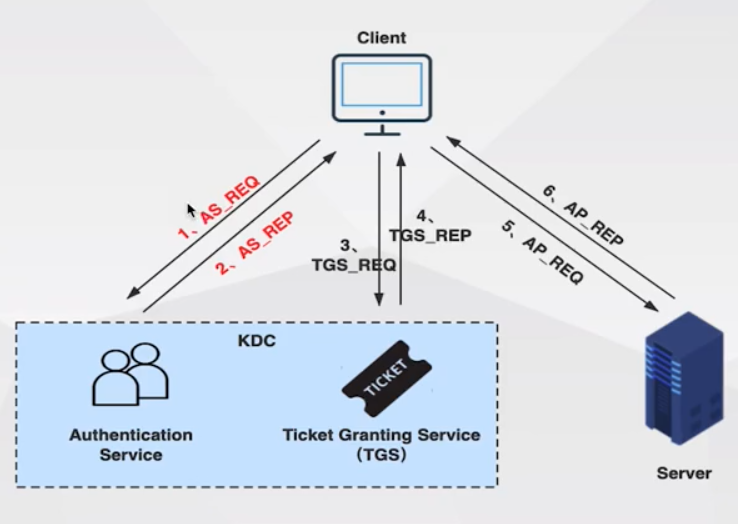 Client
1、AS_REQ
2、AS_REP
3、
TGS_REQ
4、
TGS_REP
5、AP_REQ
6、AP_REP
KDC
TICKET
Authentication
Service
Ticket Granting Service
（TGS）
Server